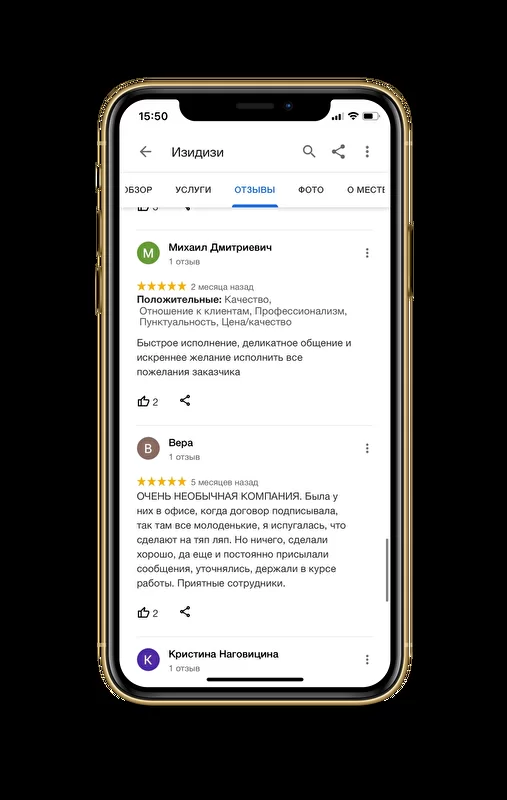 15:50
Изидизи
ОБЗОР УСЛУГИ ОТЗЫВЫ ФОТО О МЕСТЕ
Михаил Дмитриевич
М
1 отзыв
2 месяца назад
Положительные: Качество,
Отношение к клиентам, Профессионализм,
Пунктуальность, Цена/качество
Быстрое исполнение, деликатное общение и
искреннее желание исполнить все
пожелания заказчика
2
Вера
В
1 отзыв
5 месяцев назад
ОЧЕНЬ НЕОБЫЧНАЯ КОМПАНИЯ. Была у
них в офисе, когда договор подписывала,
так там все молоденькие, я испугалась, что
сделают на тяп ляп. Но ничего, сделали
хорошо, да еще и постоянно присылали
сообщения, уточнялись, держали в курсе
работы. Приятные сотрудники.
2
Кристина Наговицина
К
1 отзыв